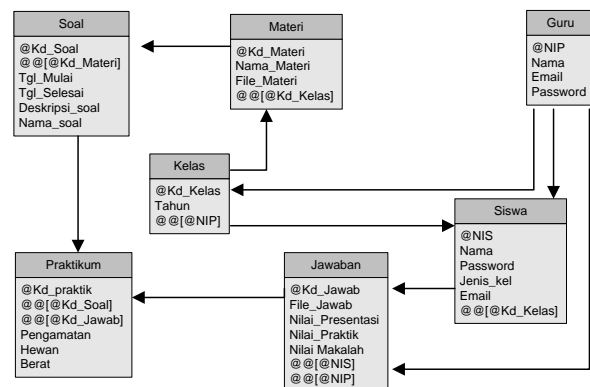 Soal
@Kd_Soal
@@[@Kd_Materi]
Tgl_Mulai
Tgl_Selesai
Deskripsi_soal
Nama_soal
Materi
@Kd_Materi
Nama_Materi
File_Materi
@@[@Kd_Kelas]
Guru
@NIP
Nama
Email
Password
Kelas
@Kd_Kelas
Tahun
@@[@NIP]
Siswa
@NIS
Nama
Password
Jenis_kel
Email
@@[@Kd_Kelas]
Praktikum
@Kd_praktik
@@[@Kd_Soal]
@@[@Kd_Jawab]
Pengamatan
Hewan
Berat
Jawaban
@Kd_Jawab
File_Jawab
Nilai_Presentasi
Nilai_Praktik
Nilai Makalah
@@[@NIS]
@@[@NIP]